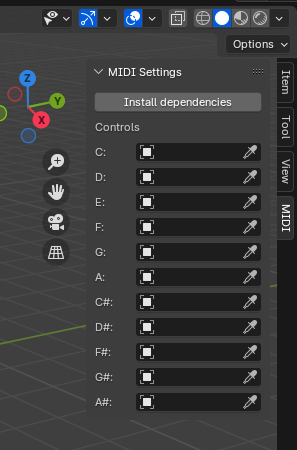 Options
Z
Y
X
MIDI Settings
Install dependencies
Controls
C:
D:
E:
F:
G:
A:
C#:
D#:
F#:
G#:
A#:
Item
Tool
View
MIDI